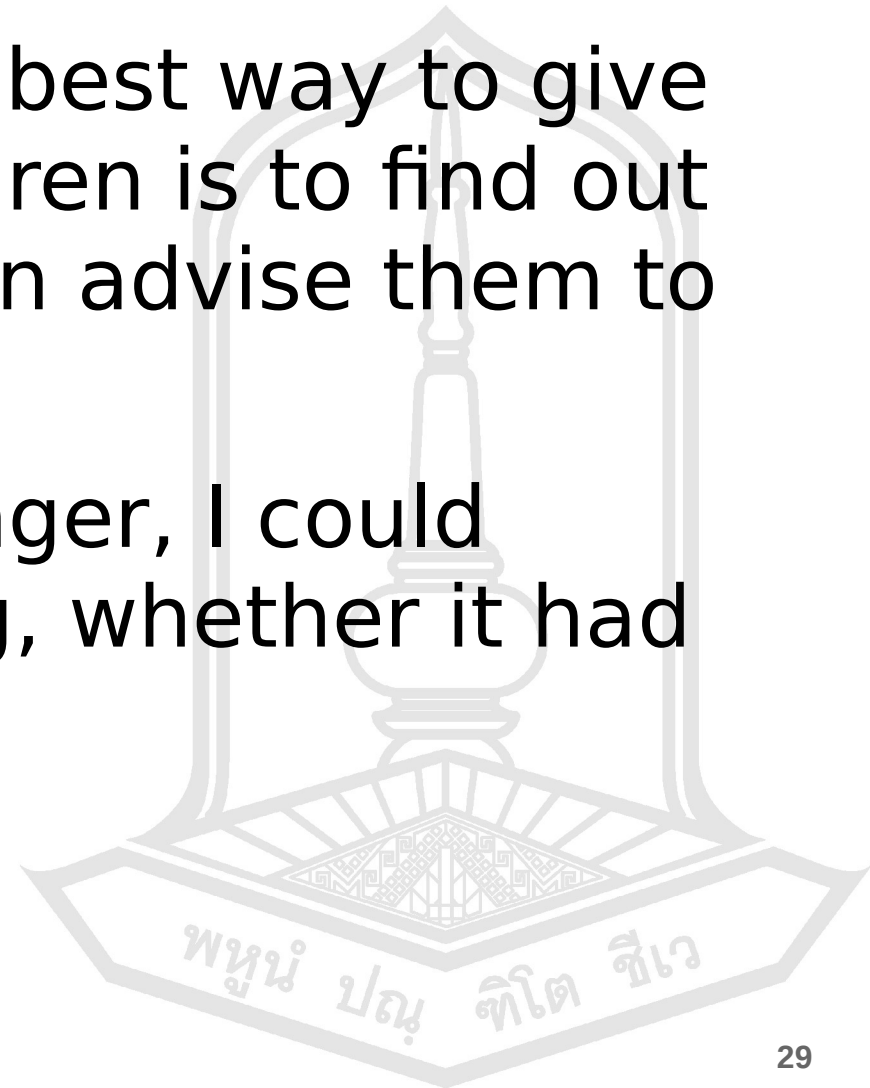 best way to give
ren is to find out
n advise them to
ger, I could
, whether it had
พหูนํ ปณฺฑิโต ชีเว
29